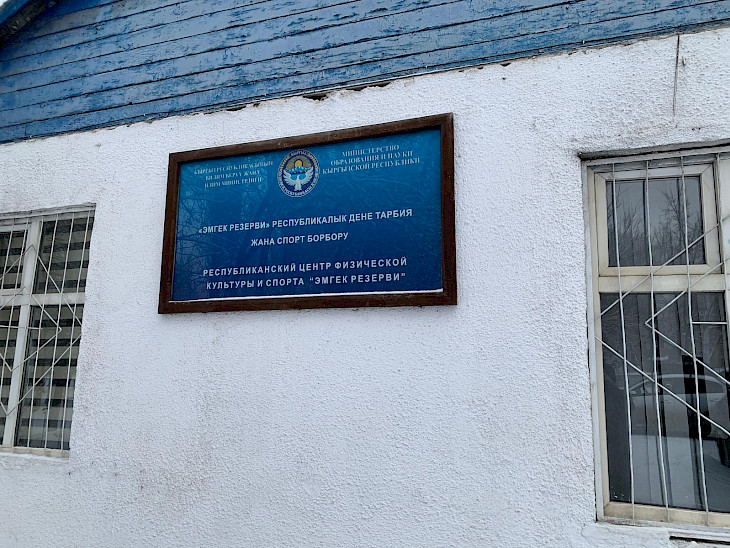 КЫРГЫЗ РЕСПУБЛИКАСЫНЫН
БИЛИМ БЕРҮҮ ЖАНА
ИЛИМ МИНИСТРЛИГИ
МИНИСТЕРСТВО
ОБРАЗОВАНИЯ И НАУКИ
КЫРГЫЗСКОЙ РЕСПУБЛИКИ
«ЭМГЕК РЕЗЕРВИ» РЕСПУБЛИКАЛЫК ДЕНЕ ТАРБИЯ
ЖАНА СПОРТ БОРБОРУ
РЕСПУБЛИКАНСКИЙ ЦЕНТР ФИЗИЧЕСКОЙ
КУЛЬТУРЫ И СПОРТА "ЭМГЕК РЕЗЕРВИ"